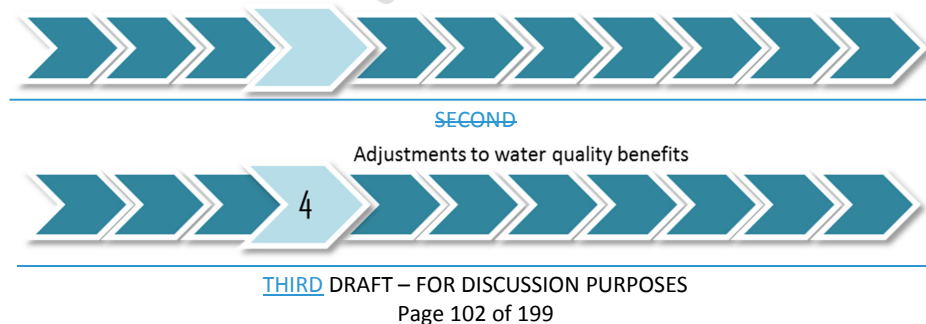 SECOND
Adjustments to water quality benefits
4
THIRD DRAFT – FOR DISCUSSION PURPOSES
Page 102 of 199